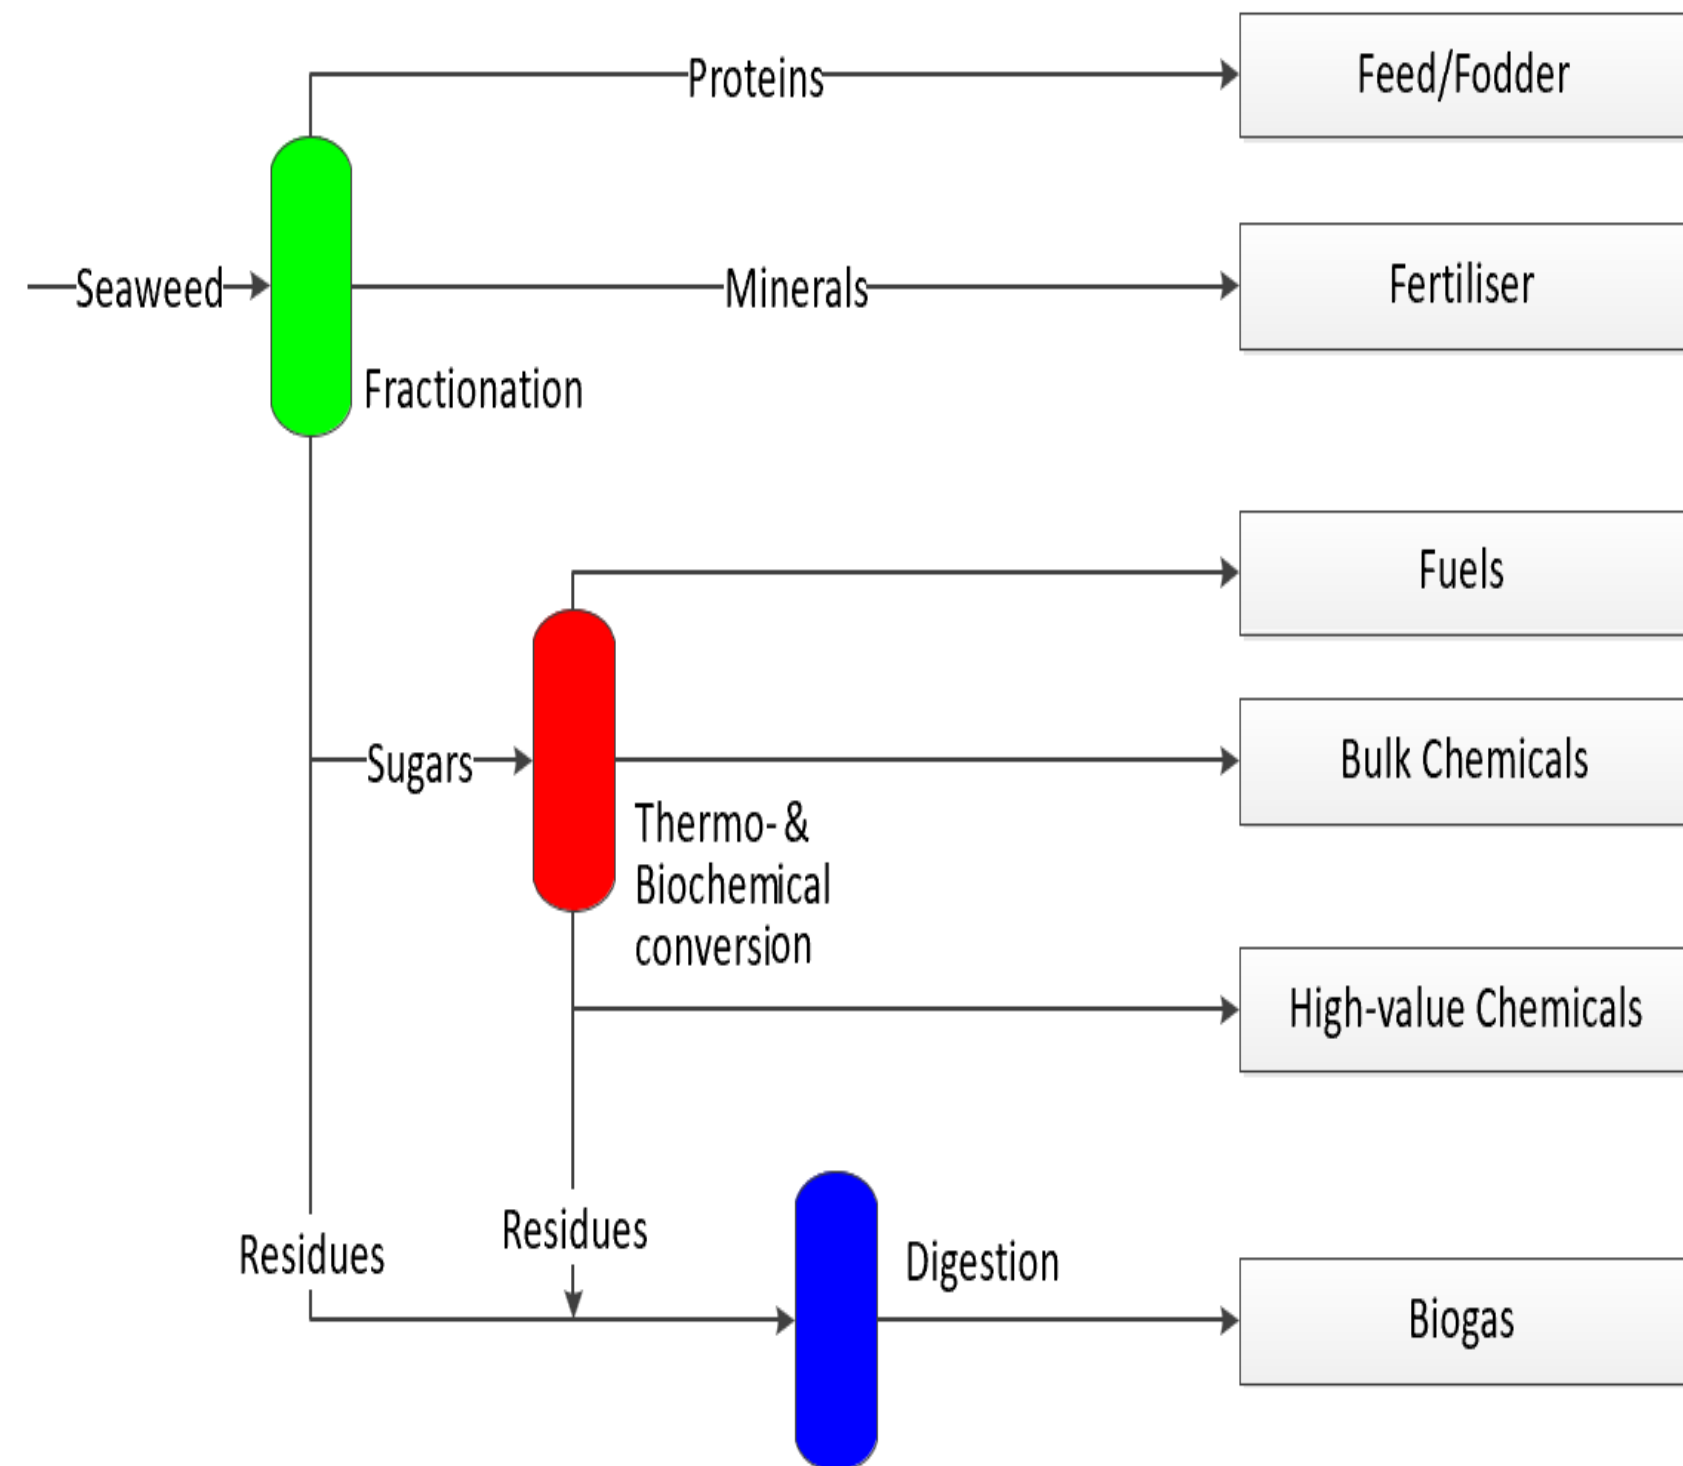 Proteins
Feed/Fodder
Seaweed
Minerals
Fertiliser
Fractionation
Fuels
Sugars
Bulk Chemicals
Thermo- &
Biochemical
conversion
High-value Chemicals
Residues
Residues
Digestion
Biogas